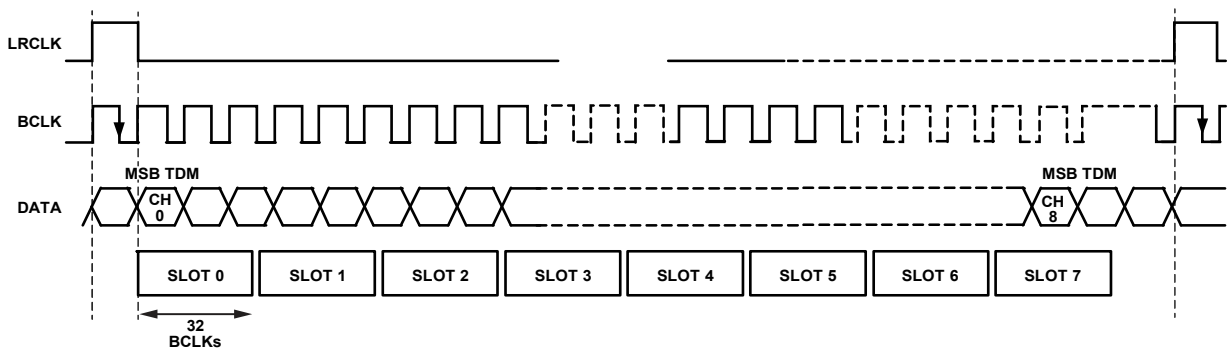 LRCLK
BCLK
MSB TDM
MSB TDM
DATA
CH
0
CH
8
SLOT 0
SLOT 1
SLOT 2
SLOT 3
SLOT 4
SLOT 5
SLOT 6
SLOT 7
32
BCLKs